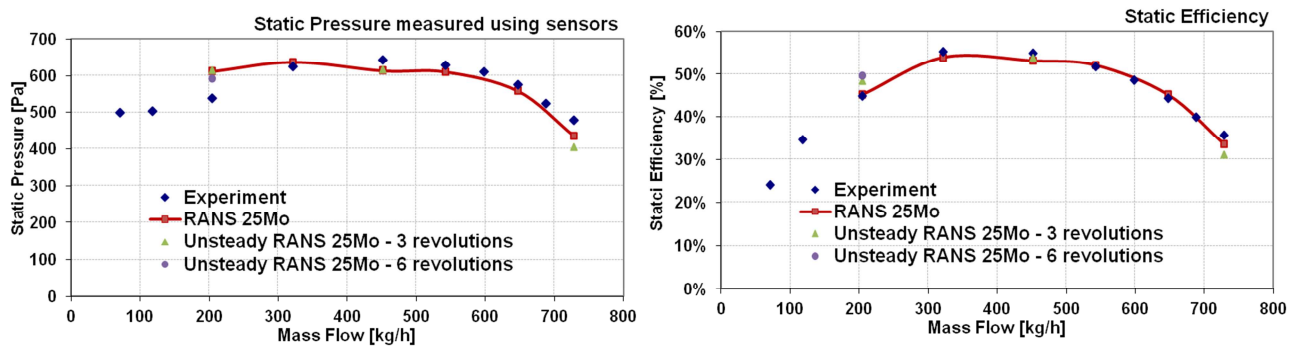 Static Pressure measured using sensors
700
600
500
400
300
200
100
0
Static Pressure [Pa]
Experiment
RANS 25Mo
Unsteady RANS 25Mo - 3 revolutions
Unsteady RANS 25Mo - 6 revolutions
0 100 200 300 400 500 600 700 800
Mass Flow [kg/h]
Static Efficiency
60%
50%
40%
30%
20%
10%
0%
Statci Efficiency [%]
Experiment
RANS 25Mo
Unsteady RANS 25Mo - 3 revolutions
Unsteady RANS 25Mo - 6 revolutions
0 100 200 300 400 500 600 700 800
Mass Flow [kg/h]